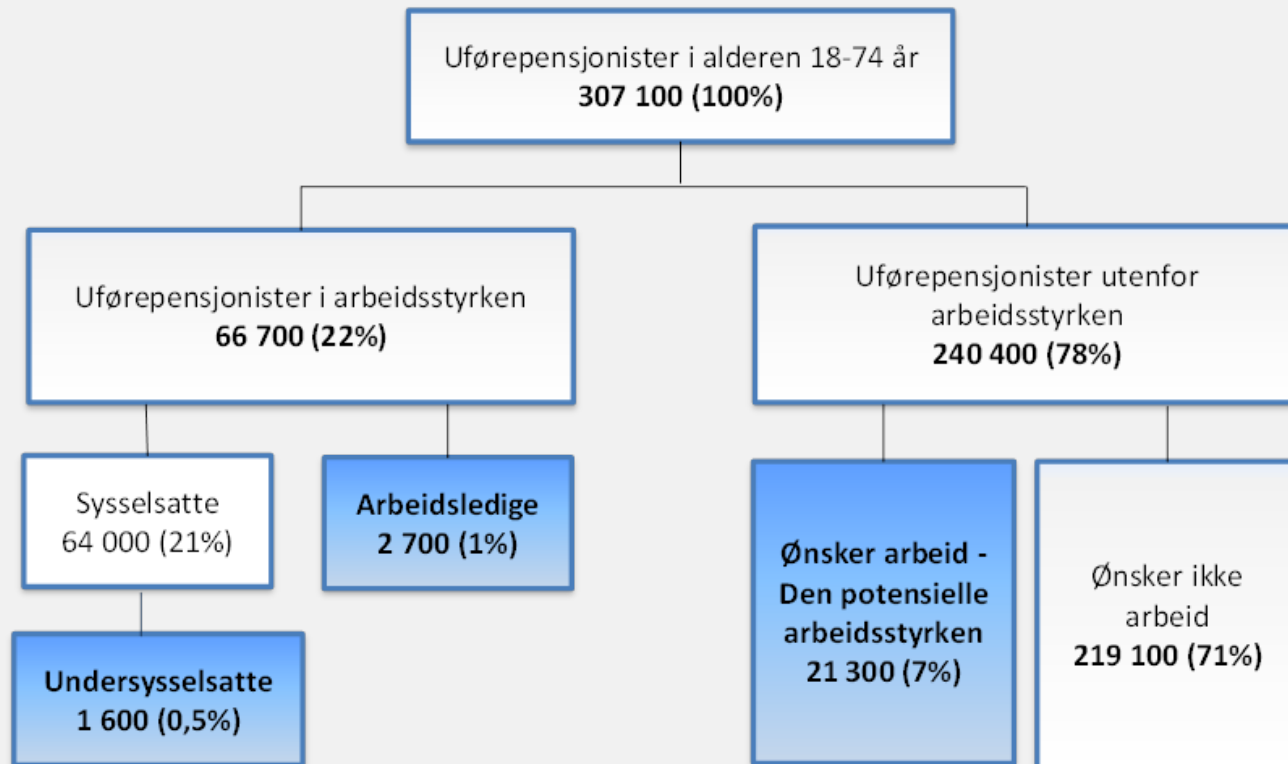 Uførepensjonister i alderen 18-74 år
307 100 (100%)
Uførepensjonister i arbeidsstyrken
66 700 (22%)
Uførepensjonister utenfor
arbeidsstyrken
240 400 (78%)
Sysselsatte
64 000 (21%)
Arbeidsledige
2 700 (1%)
Undersysselsatte
1 600 (0,5%)
Ønsker arbeid -
Den potensielle
arbeidsstyrken
21 300 (7%)
Ønsker ikke
arbeid
219 100 (71%)